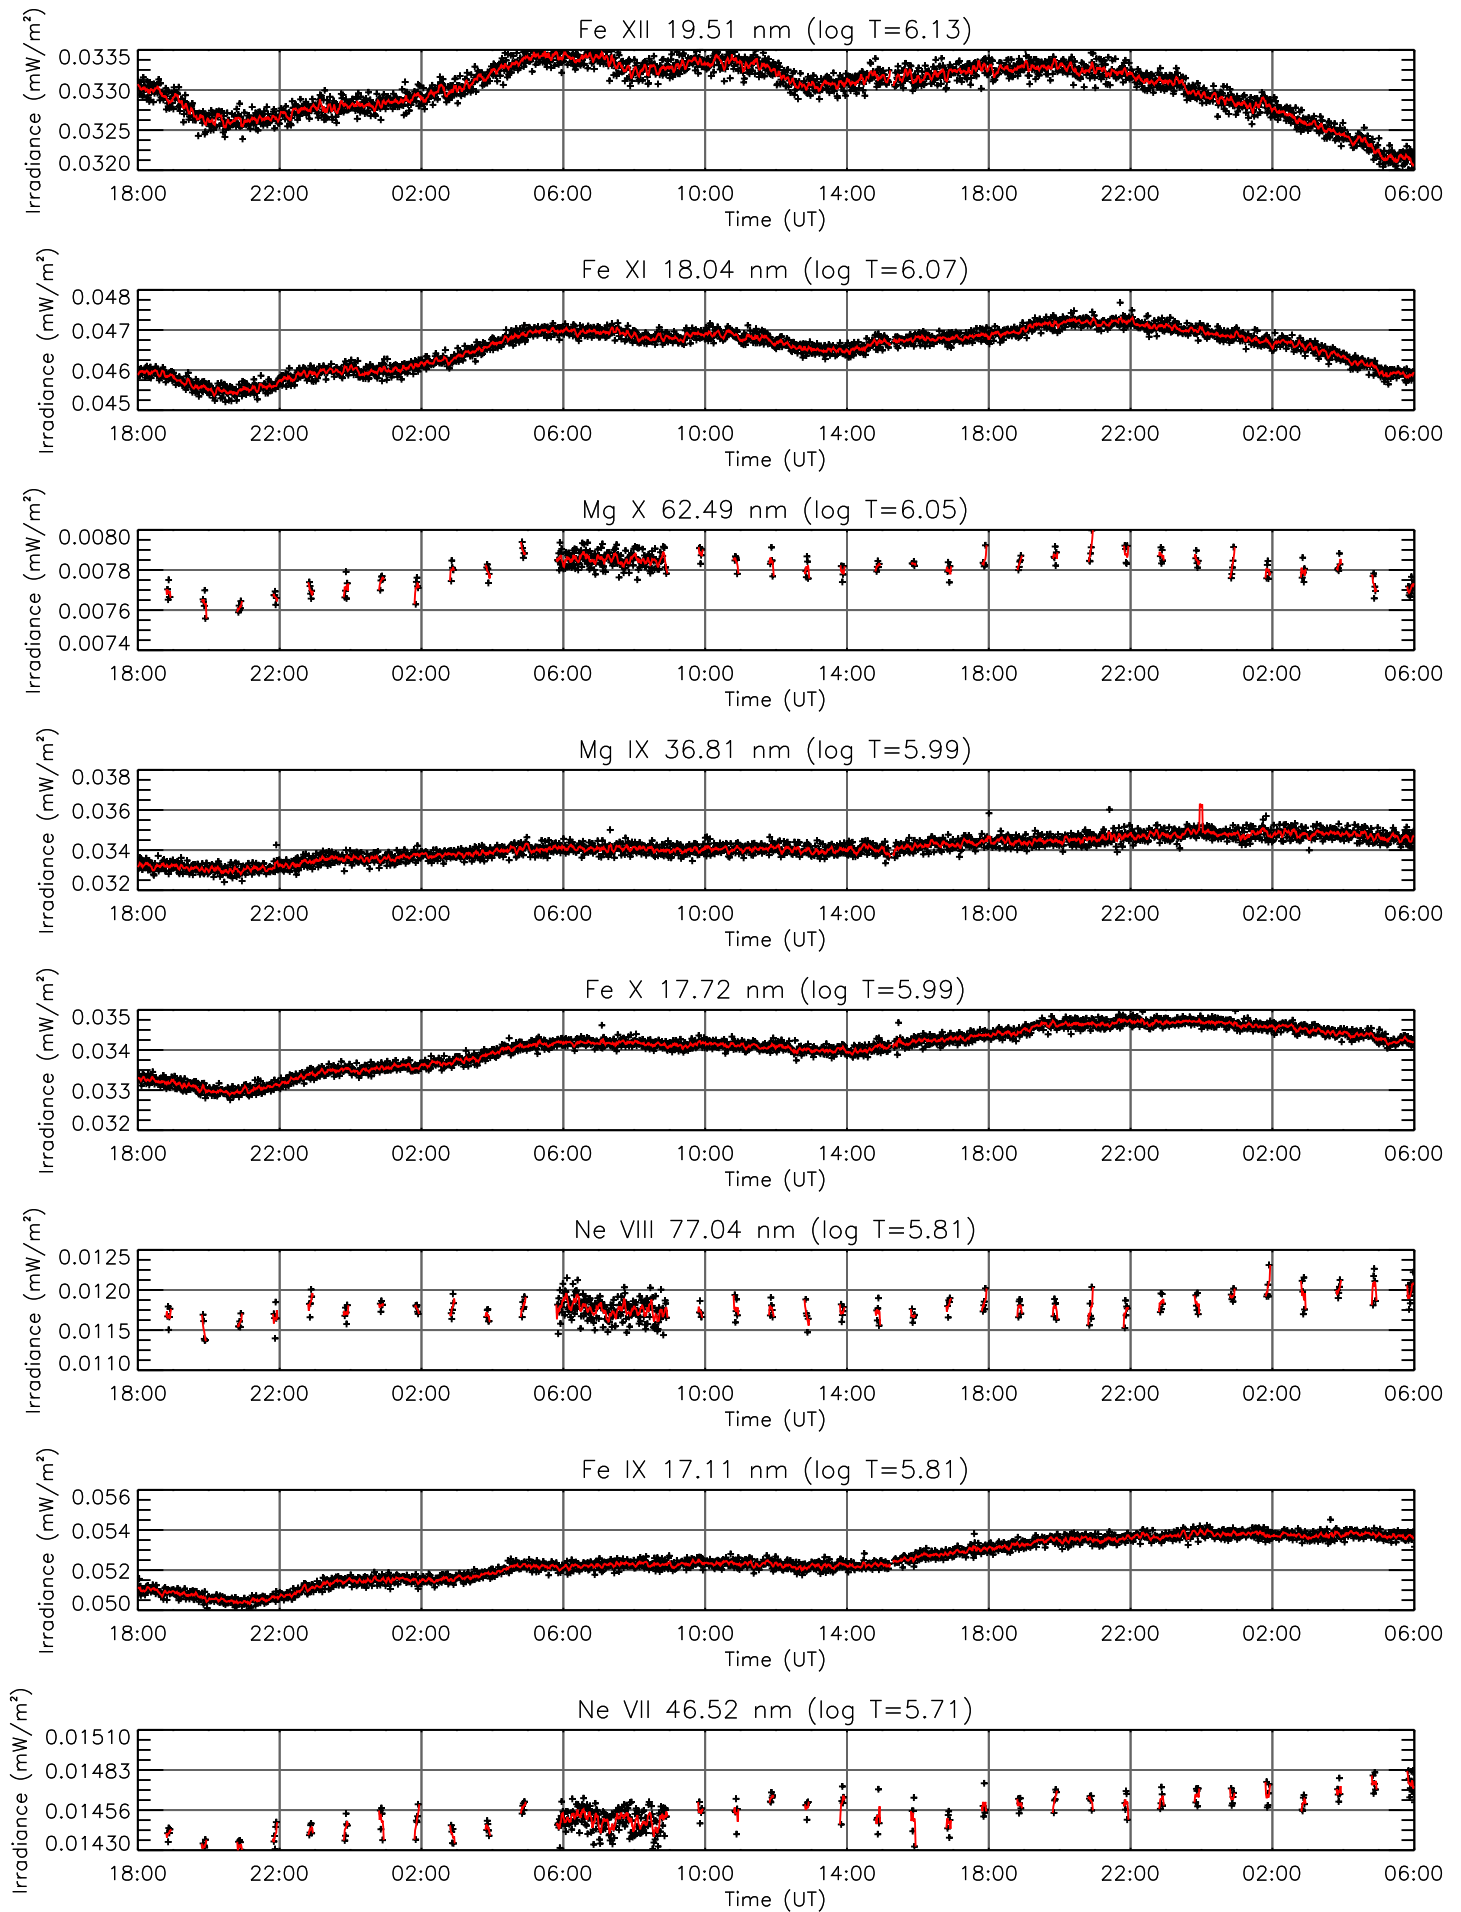 Fe XII 19.51 nm (log T=6.13)
Irradiance (mW/m²)
0.0335
0.0330
0.0325
0.0320
18:00 22:00 02:00 06:00 10:00 14:00 18:00 22:00 02:00 06:00
Time (UT)
Fe XI 18.04 nm (log T=6.07)
Irradiance (mW/m²)
0.048
0.047
0.046
0.045
18:00 22:00 02:00 06:00 10:00 14:00 18:00 22:00 02:00 06:00
Time (UT)
Mg X 62.49 nm (log T=6.05)
Irradiance (mW/m²)
0.0080
0.0078
0.0076
0.0074
18:00 22:00 02:00 06:00 10:00 14:00 18:00 22:00 02:00 06:00
Time (UT)
Mg IX 36.81 nm (log T=5.99)
Irradiance (mW/m²)
0.038
0.036
0.034
0.032
18:00 22:00 02:00 06:00 10:00 14:00 18:00 22:00 02:00 06:00
Time (UT)
Fe X 17.72 nm (log T=5.99)
Irradiance (mW/m²)
0.035
0.034
0.033
0.032
18:00 22:00 02:00 06:00 10:00 14:00 18:00 22:00 02:00 06:00
Time (UT)
Ne VIII 77.04 nm (log T=5.81)
Irradiance (mW/m²)
0.0125
0.0120
0.0115
0.0110
18:00 22:00 02:00 06:00 10:00 14:00 18:00 22:00 02:00 06:00
Time (UT)
Fe IX 17.11 nm (log T=5.81)
Irradiance (mW/m²)
0.056
0.054
0.052
0.050
18:00 22:00 02:00 06:00 10:00 14:00 18:00 22:00 02:00 06:00
Time (UT)
Ne VII 46.52 nm (log T=5.71)
Irradiance (mW/m²)
0.01510
0.01483
0.01456
0.01430
18:00 22:00 02:00 06:00 10:00 14:00 18:00 22:00 02:00 06:00
Time (UT)